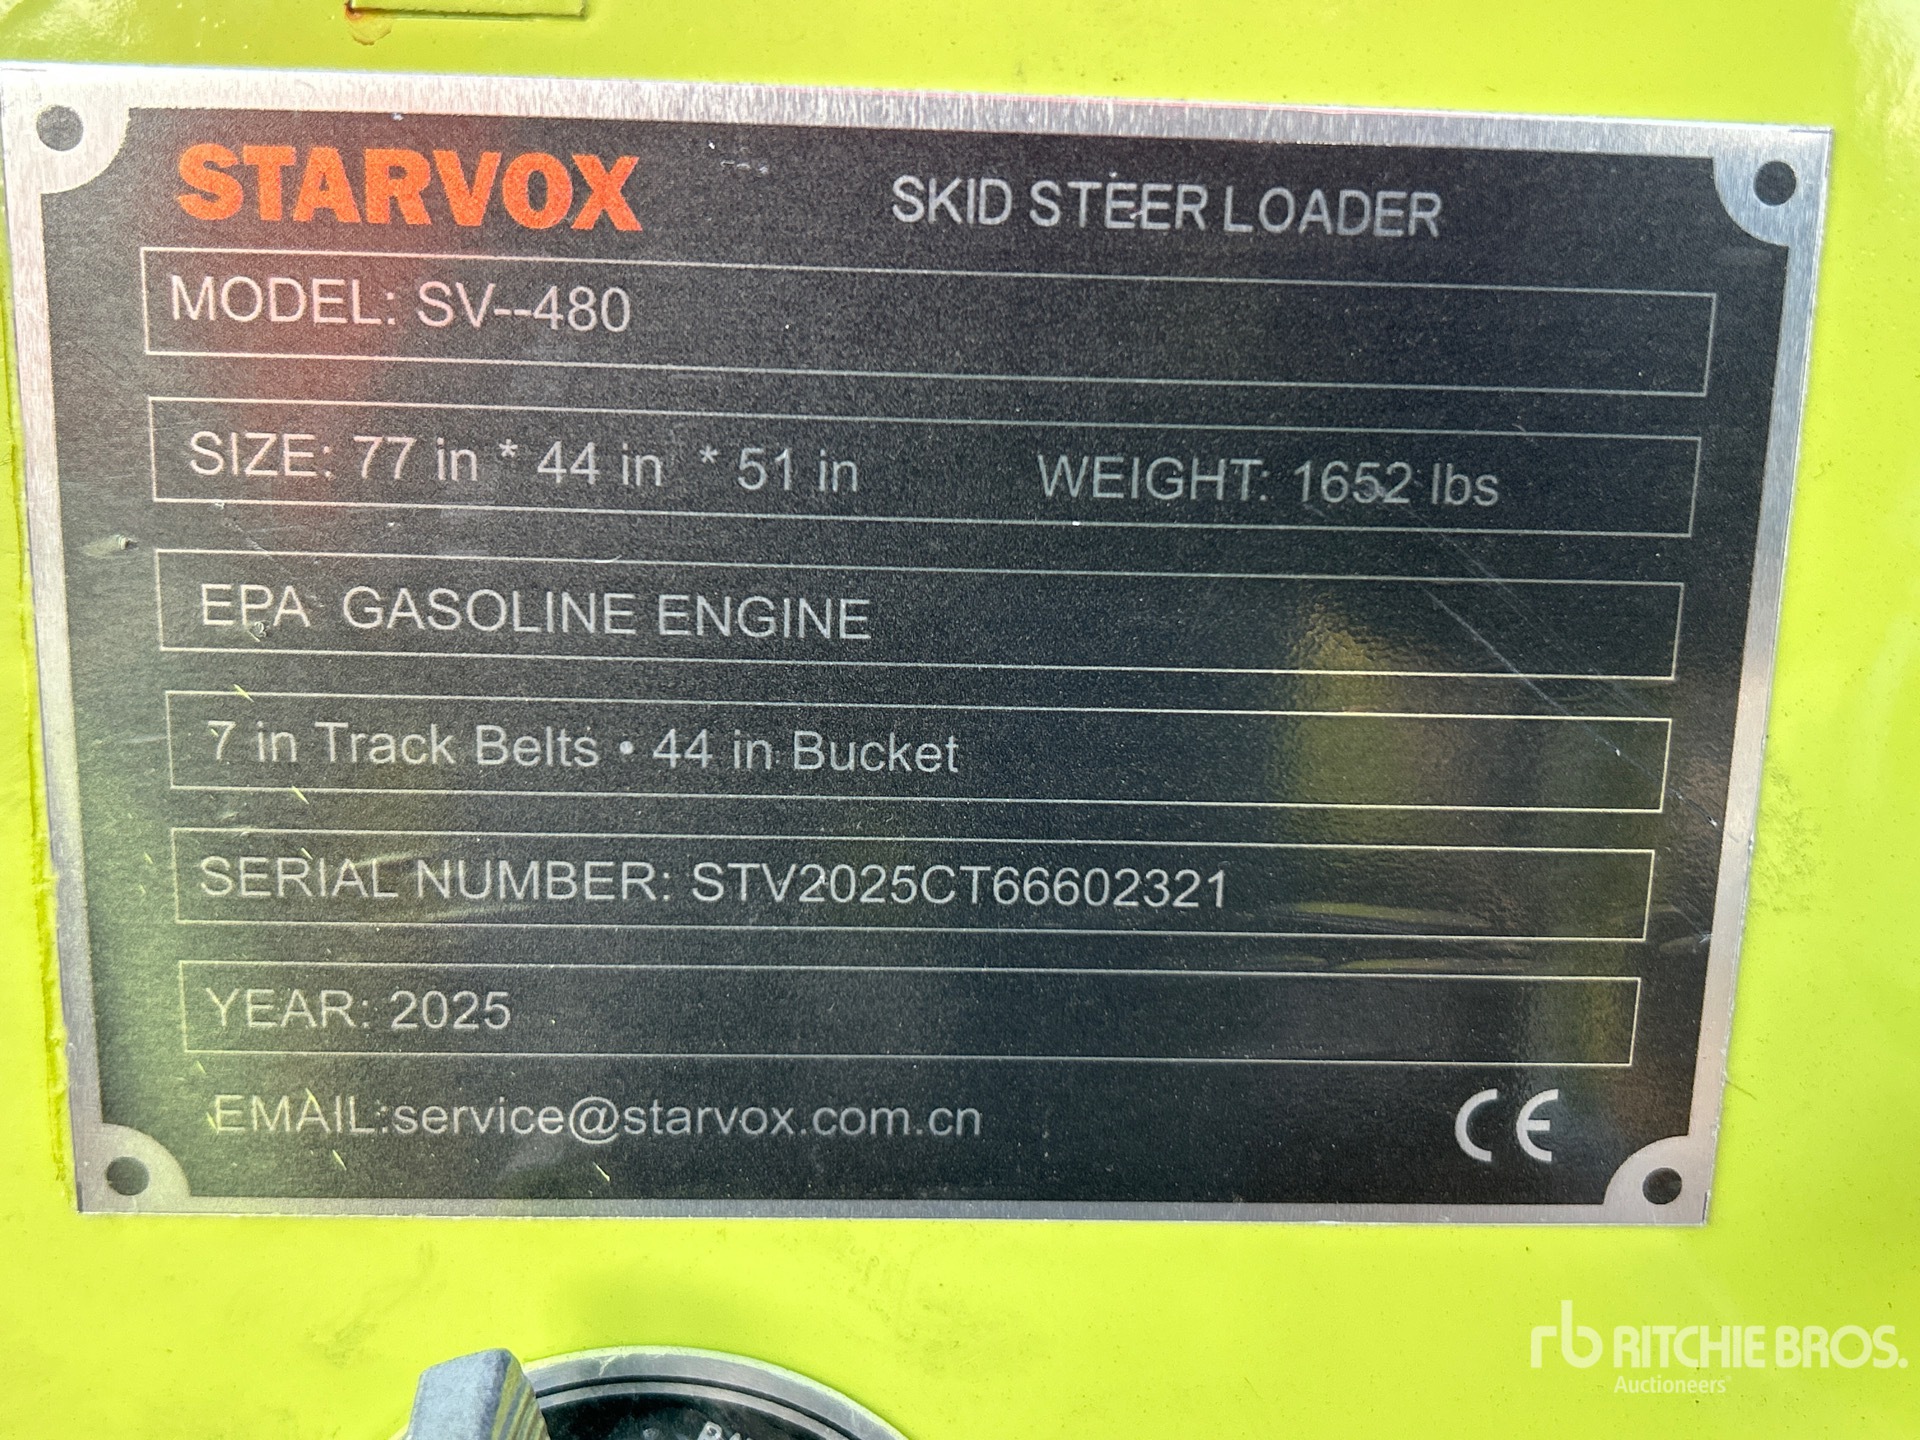 STARVOX SKID STEER LOADER
MODEL: SV--480
SIZE: 77 in * 44 in * 51 in WEIGHT: 1652 lbs
EPA GASOLINE ENGINE
7 in Track Belts • 44 in Bucket
SERIAL NUMBER: STV2025CT66602321
YEAR: 2025
EMAIL:service@starvox.com.cn
CE
rb RITCHIE BROS.
Auctioneers